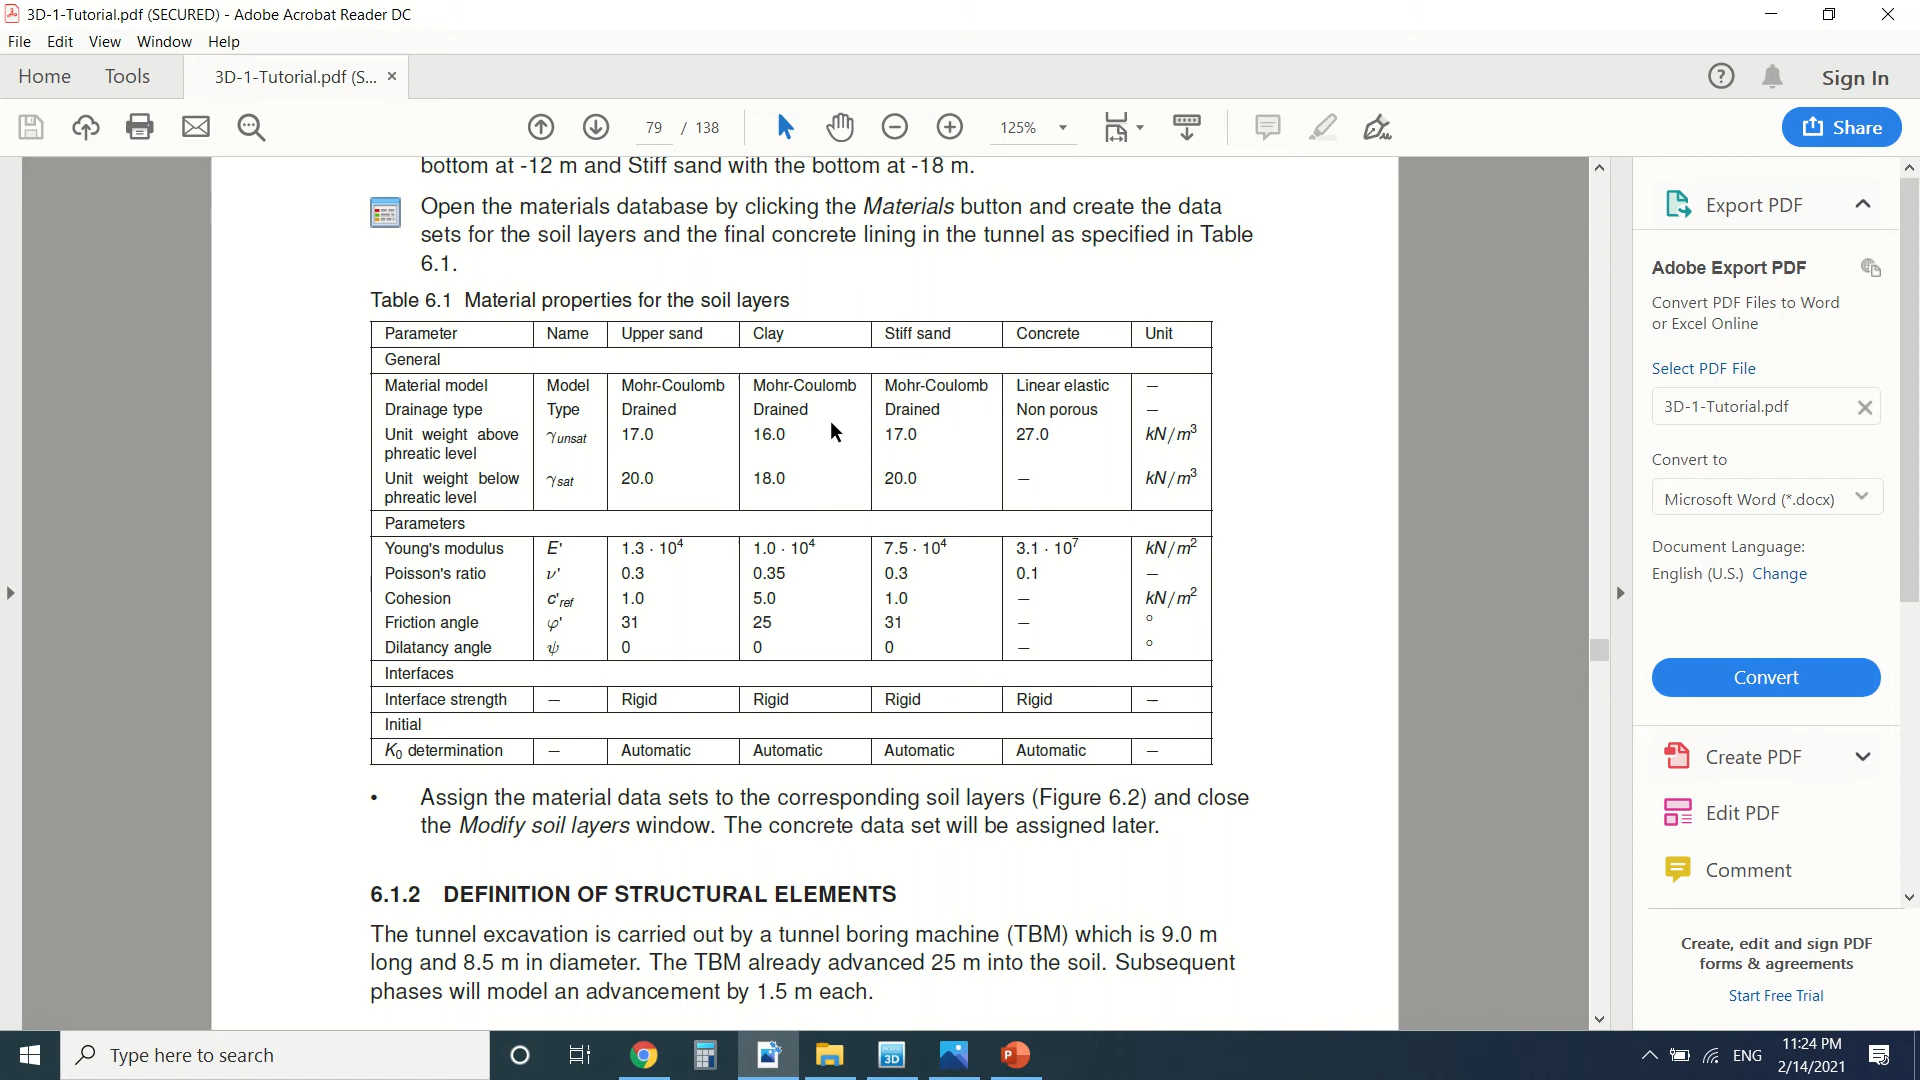 3D-1-Tutorial.pdf (SECURED) - Adobe Acrobat Reader DC
File Edit View Window Help
Home Tools 3D-1-Tutorial.pdf (S... × Sign In
79 / 138 125% Share
bottom at -12 m and Stiff sand with the bottom at -18 m.
Open the materials database by clicking the Materials button and create the data
sets for the soil layers and the final concrete lining in the tunnel as specified in Table
6.1.
Table 6.1 Material properties for the soil layers
Parameter Name Upper sand Clay Stiff sand Concrete Unit
General
Material model Model Mohr-Coulomb Mohr-Coulomb Mohr-Coulomb Linear elastic −
Drainage type Type Drained Drained Drained Non porous −
Unit weight above phreatic level γunsat 17.0 16.0 17.0 27.0 kN/m³
Unit weight below phreatic level γsat 20.0 18.0 20.0 − kN/m³
Parameters
Young's modulus E' 1.3 · 10⁴ 1.0 · 10⁴ 7.5 · 10⁴ 3.1 · 10⁷ kN/m²
Poisson's ratio ν' 0.3 0.35 0.3 0.1 −
Cohesion c'ref 1.0 5.0 1.0 − kN/m²
Friction angle φ' 31 25 31 − °
Dilatancy angle ψ 0 0 0 − °
Interfaces
Interface strength − Rigid Rigid Rigid Rigid −
Initial
K₀ determination − Automatic Automatic Automatic Automatic −
• Assign the material data sets to the corresponding soil layers (Figure 6.2) and close
the Modify soil layers window. The concrete data set will be assigned later.
6.1.2 DEFINITION OF STRUCTURAL ELEMENTS
The tunnel excavation is carried out by a tunnel boring machine (TBM) which is 9.0 m
long and 8.5 m in diameter. The TBM already advanced 25 m into the soil. Subsequent
phases will model an advancement by 1.5 m each.
Export PDF
Adobe Export PDF
Convert PDF Files to Word
or Excel Online
Select PDF File
3D-1-Tutorial.pdf
Convert to
Microsoft Word (*.docx)
Document Language:
English (U.S.) Change
Convert
Create PDF
Edit PDF
Comment
Create, edit and sign PDF
forms & agreements
Start Free Trial
Type here to search
3D
P
ENG
11:24 PM
2/14/2021